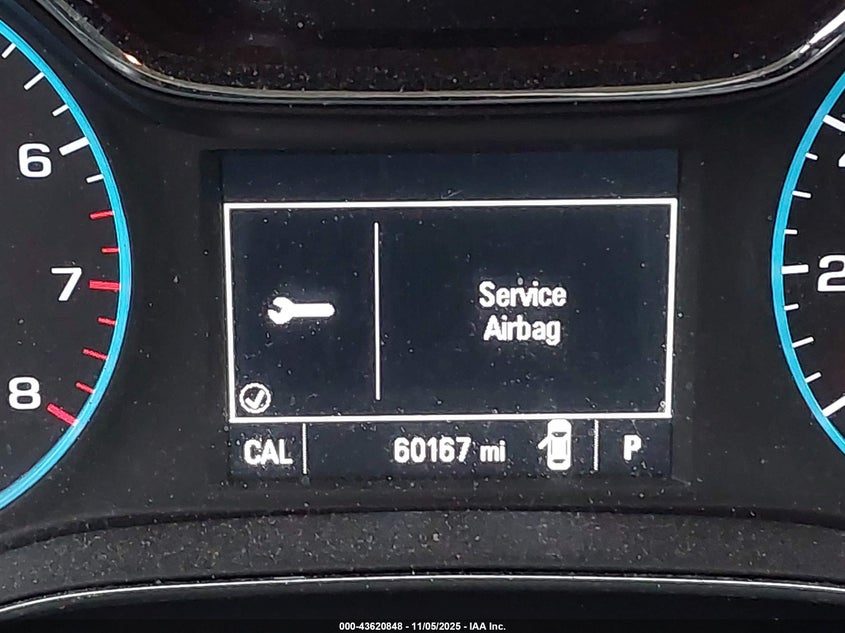 6
7
8
Service
Airbag
CAL
60167 mi
P
2
000-43620848 - 11/05/2025 - IAA Inc.